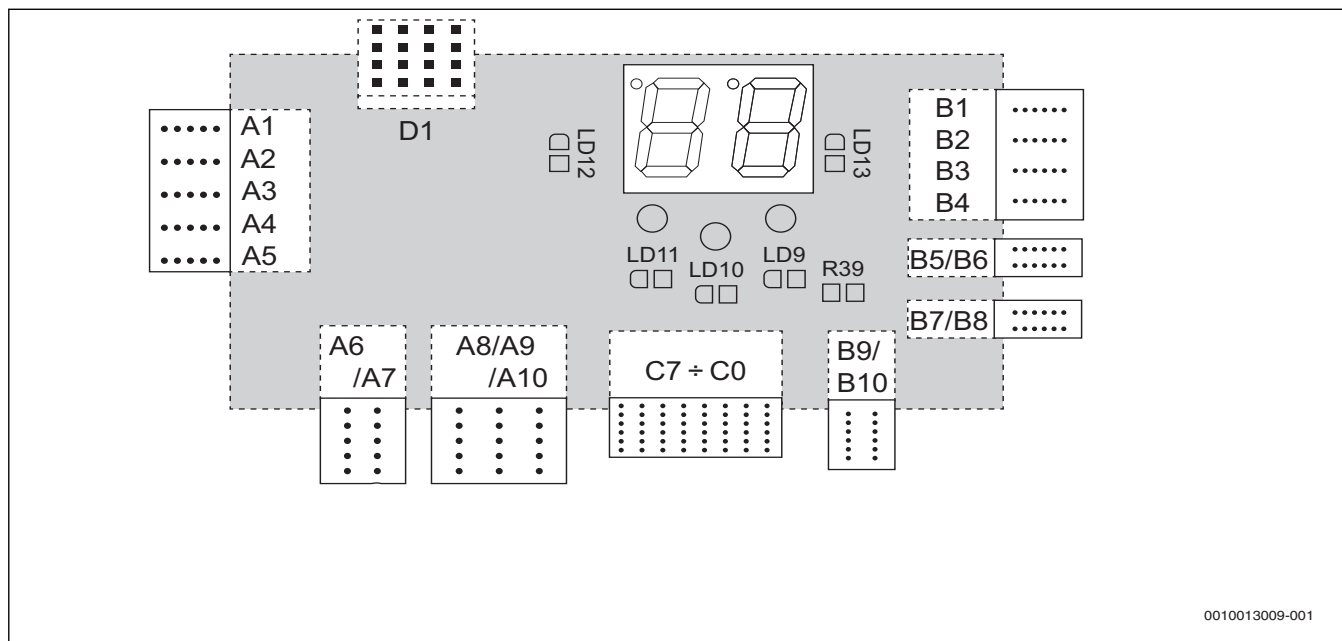 D1
A1
A2
A3
A4
A5
LD12
LD13
B1
B2
B3
B4
LD11
LD10
LD9
R39
B5/B6
B7/B8
A6
/A7
A8/A9
/A10
C7 ÷ C0
B9/
B10
0010013009-001